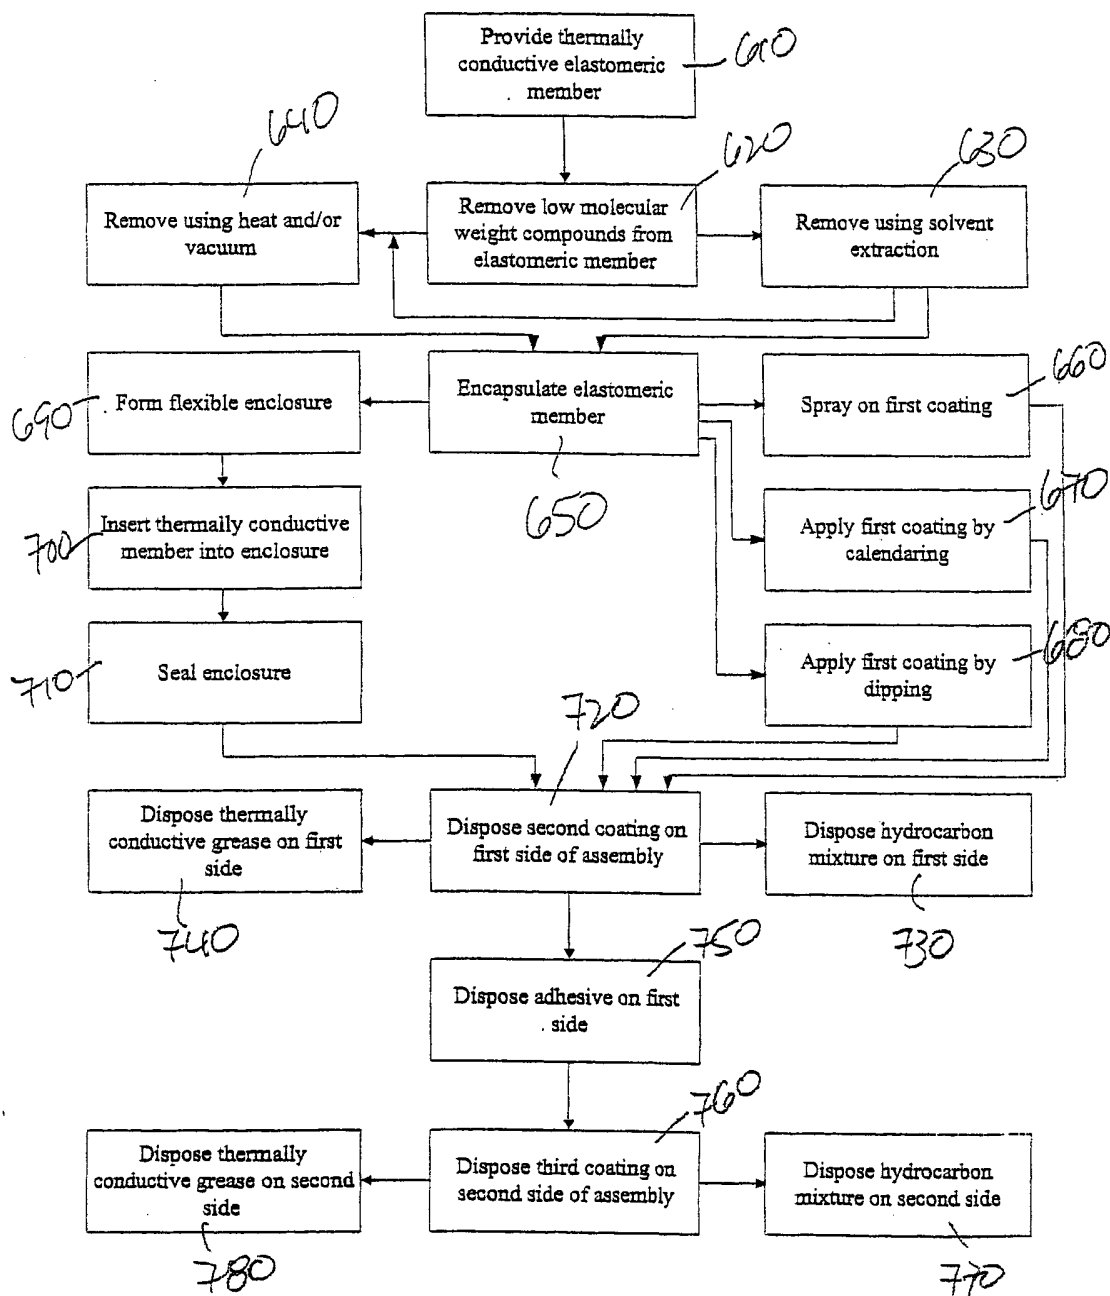 Provide thermally
conductive elastomeric
member
610
640
620
630
Remove using heat and/or
vacuum
Remove low molecular
weight compounds from
elastomeric member
Remove using solvent
extraction
690
Form flexible enclosure
Encapsulate elastomeric
member
650
Spray on first coating
660
700
Insert thermally conductive
member into enclosure
Apply first coating by
calendaring
670
710
Seal enclosure
Apply first coating by
dipping
680
720
Dispose thermally
conductive grease on first
side
740
Dispose second coating on
first side of assembly
Dispose hydrocarbon
mixture on first side
730
750
Dispose adhesive on first
side
760
Dispose thermally
conductive grease on second
side
780
Dispose third coating on
second side of assembly
Dispose hydrocarbon
mixture on second side
770